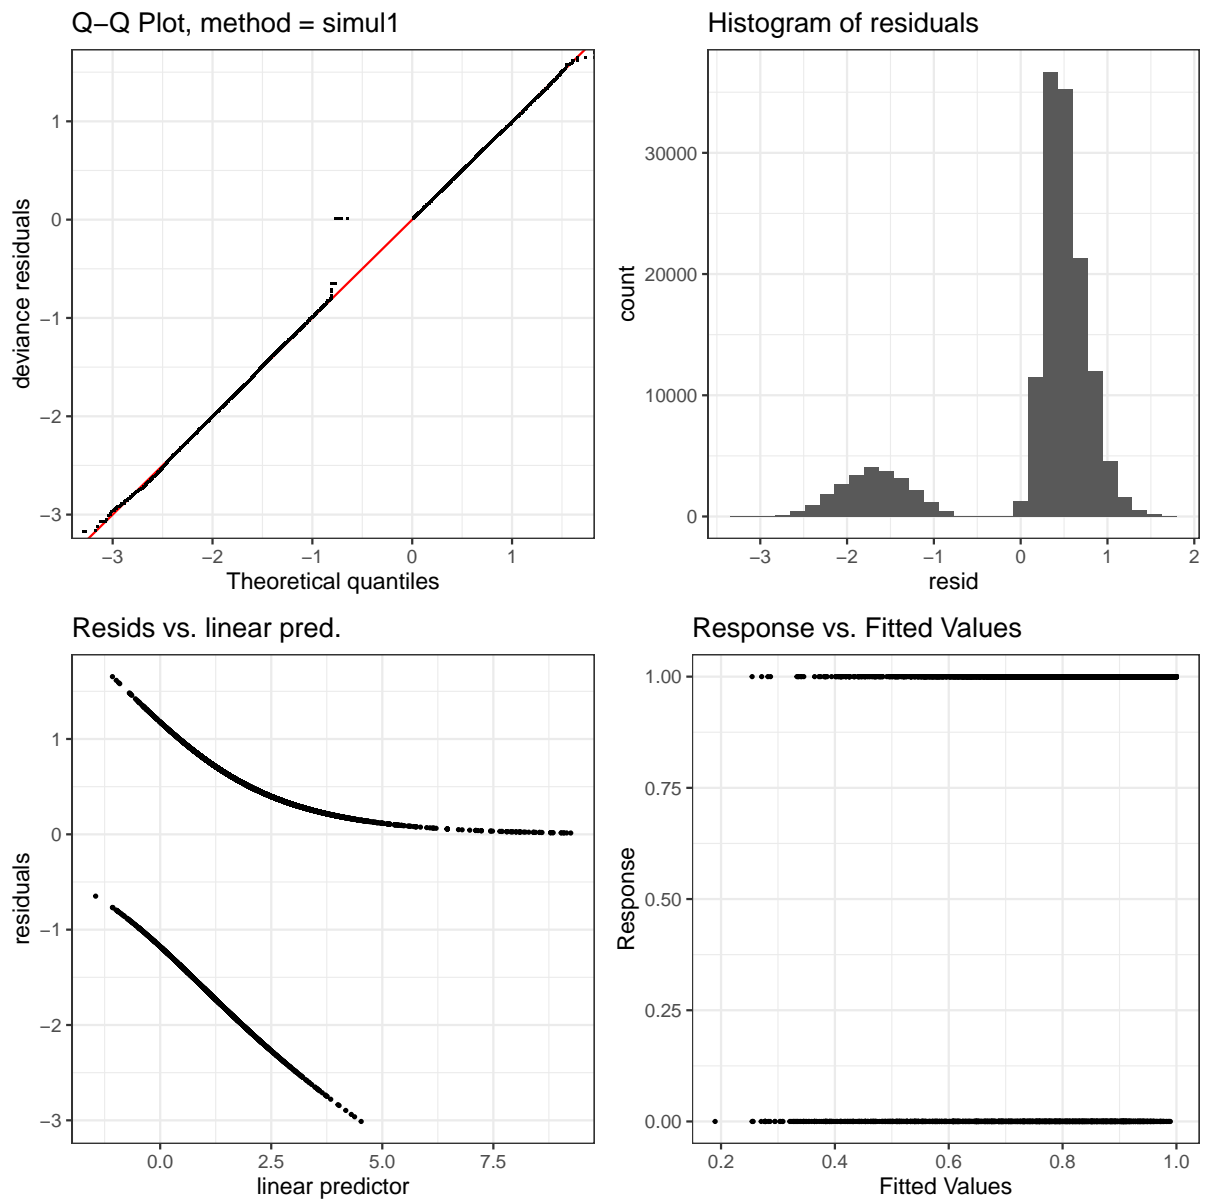 Q−Q Plot, method = simul1
deviance residuals
1
0
−1
−2
−3
−3 −2 −1 0 1
Theoretical quantiles
Histogram of residuals
count
30000
20000
10000
0
−3 −2 −1 0 1 2
resid
Resids vs. linear pred.
residuals
1
0
−1
−2
−3
0.0 2.5 5.0 7.5
linear predictor
Response vs. Fitted Values
Response
1.00
0.75
0.50
0.25
0.00
0.2 0.4 0.6 0.8 1.0
Fitted Values